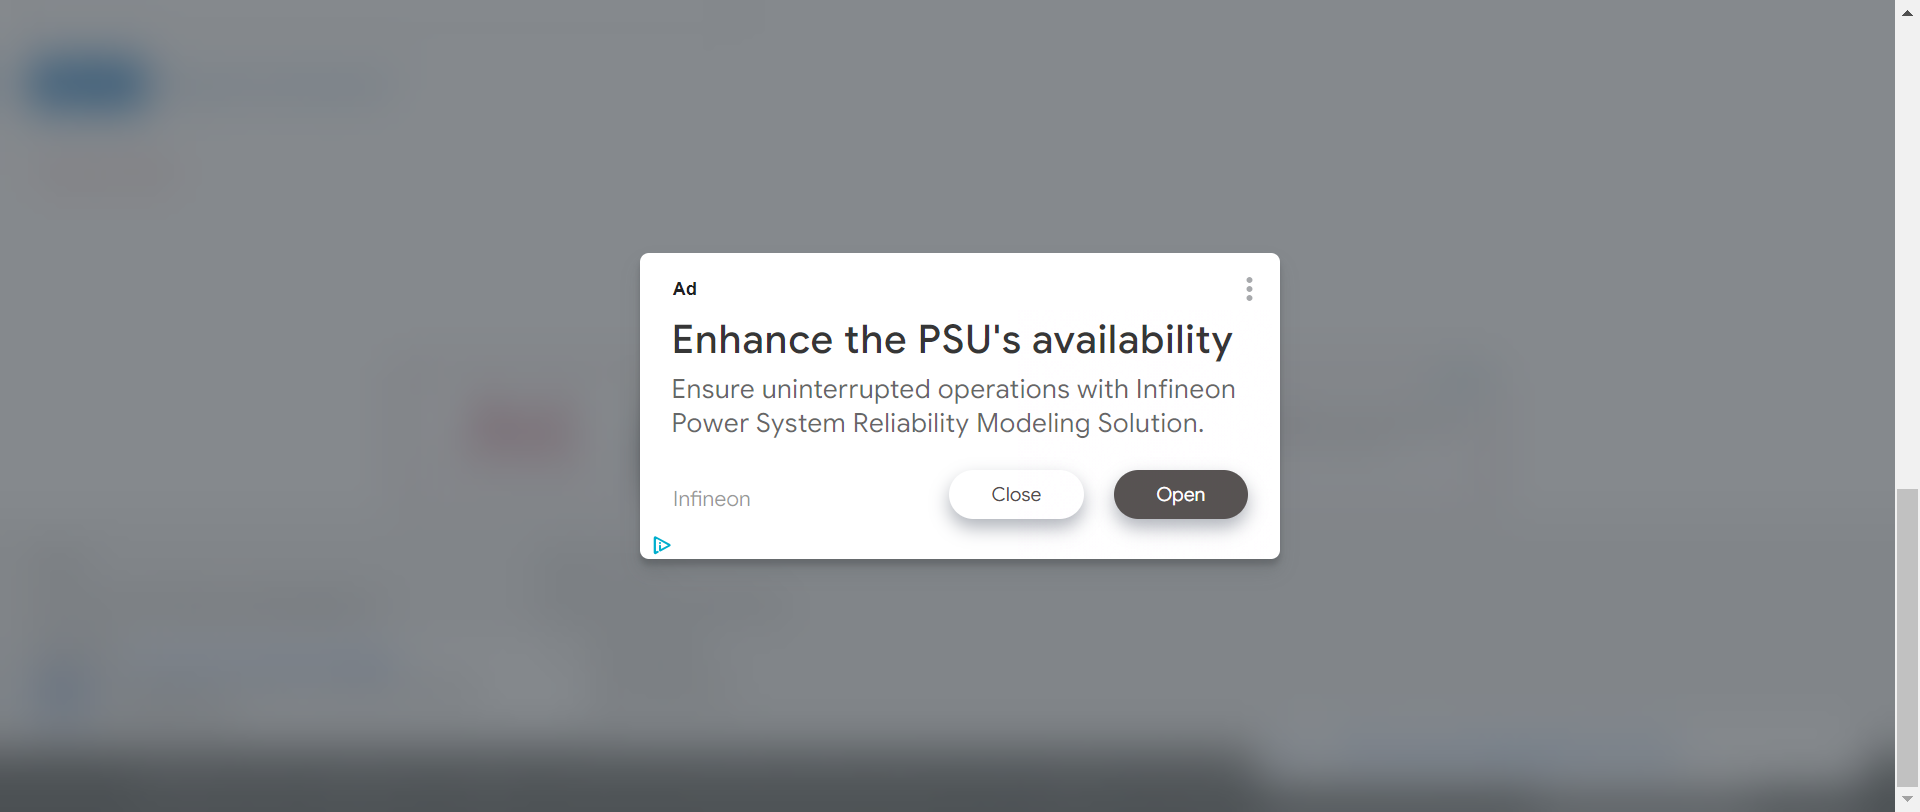 Ad
Enhance the PSU's availability
Ensure uninterrupted operations with Infineon
Power System Reliability Modeling Solution.
Infineon
Close
Open